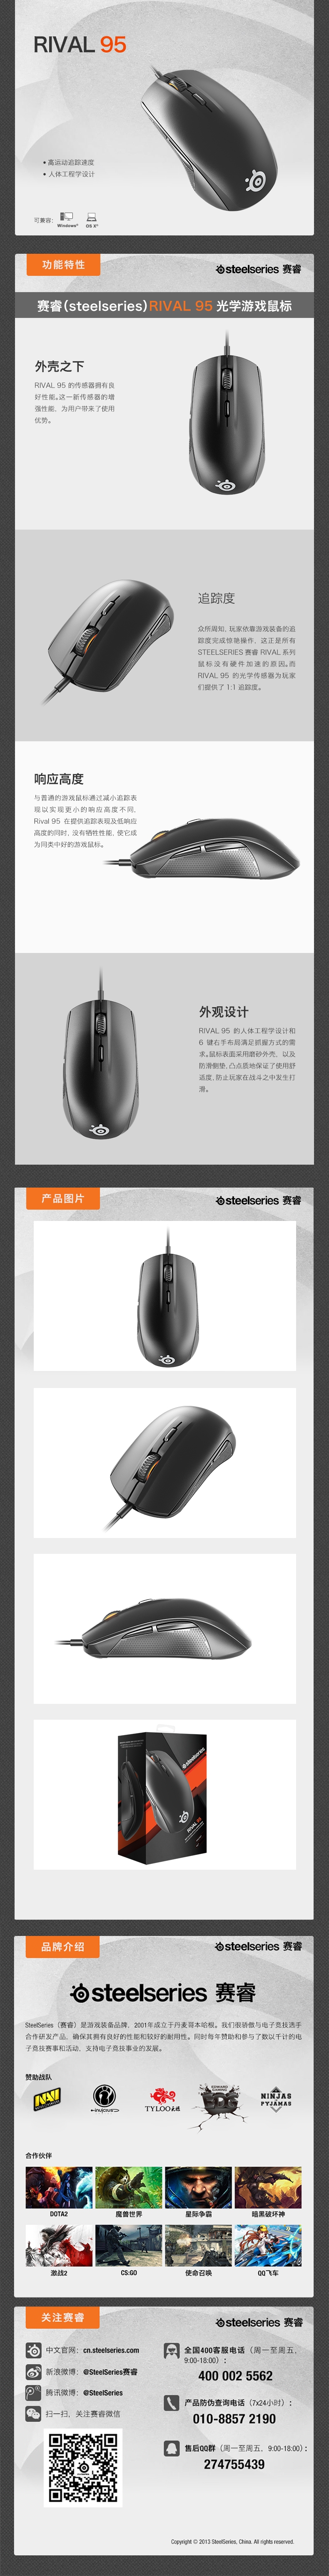 RIVAL 95
• 高运动追踪速度
• 人体工程学设计
可兼容：
Windows®
OS X®
功能特性
steelseries 赛睿
赛睿(steelseries)RIVAL 95 光学游戏鼠标
外壳之下
RIVAL 95 的传感器拥有良
好性能。这一新传感器的增
强性能，为用户带来了使用
优势。
追踪度
众所周知，玩家依靠游戏装备的追
踪度完成惊艳操作，这正是所有
STEELSERIES 赛睿 RIVAL 系列
鼠标没有硬件加速的原因。而
RIVAL 95 的光学传感器为玩家
们提供了 1:1 追踪度。
响应高度
与普通的游戏鼠标通过减小追踪表
现以实现更小的响应高度不同，
Rival 95 在提供追踪表现及低响应
高度的同时，没有牺牲性能，使它成
为同类中好的游戏鼠标。
外观设计
RIVAL 95 的人体工程学设计和
6 键右手布局满足抓握方式的需
求。鼠标表面采用磨砂外壳，以及
防滑侧垫，凸点质地保证了使用舒
适度，防止玩家在战斗之中发生打
滑。
产品图片
steelseries 赛睿
steelseries
RIVAL 95
品牌介绍
steelseries 赛睿
steelseries 赛睿
SteelSeries（赛睿）是游戏装备品牌，2001年成立于丹麦哥本哈根。我们很骄傲与电子竞技选手
合作研发产品，确保其拥有良好的性能和较好的耐用性。同时每年赞助和参与了数以千计的电
子竞技赛事和活动，支持电子竞技事业的发展。
赞助战队
NAVI
TYLOO
NINJAS
PYJAMAS
合作伙伴
DOTA2
魔兽世界
星际争霸
暗黑破坏神
激战2
CS:GO
使命召唤
QQ飞车
关注赛睿
steelseries 赛睿
中文官网：cn.steelseries.com
新浪微博：@SteelSeries赛睿
腾讯微博：@SteelSeries
扫一扫，关注赛睿微信
全国400客服电话（周一至周五，
9:00-18:00）：
400 002 5562
产品防伪查询电话（7x24小时）：
010-8857 2190
售后QQ群（周一至周五，9:00-18:00）：
274755439
Copyright © 2013 SteelSeries, China. All rights reserved.